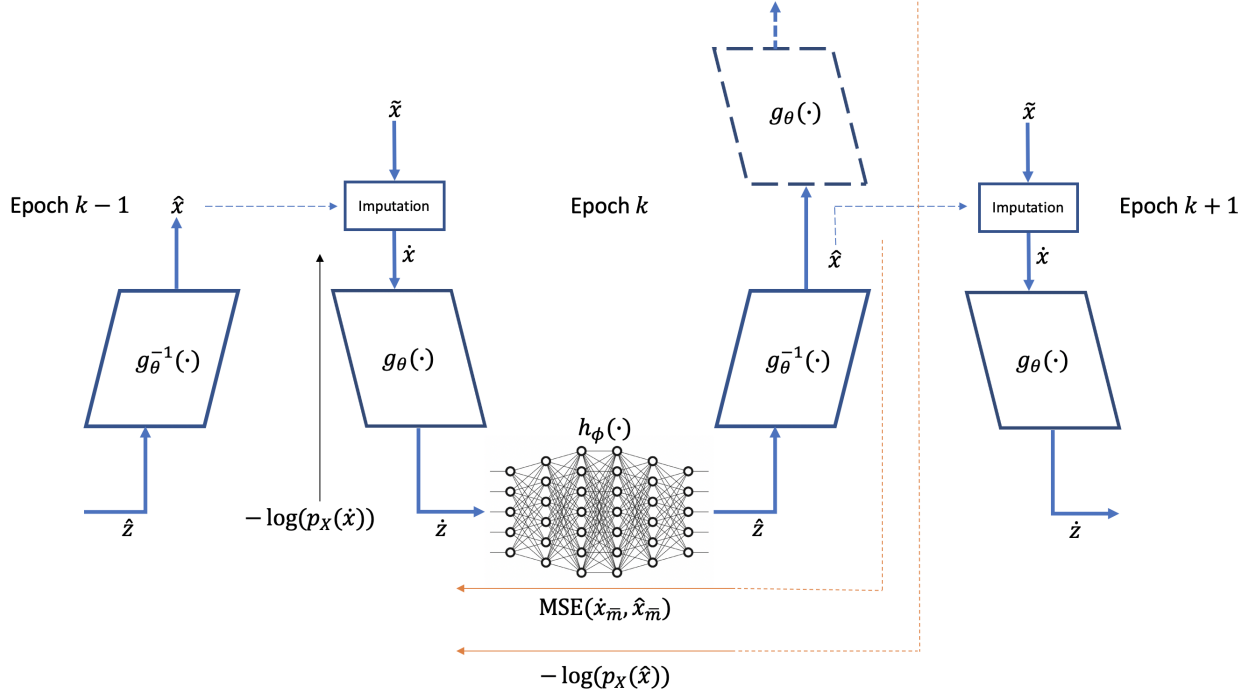 g_θ(·)
x̃
x̃
Epoch k − 1
x̂
Imputation
Epoch k
Imputation
Epoch k + 1
ẋ
x̂
ẋ
g_θ^{-1}(·)
g_θ(·)
g_θ^{-1}(·)
g_θ(·)
h_ϕ(·)
ẑ
− log(p_X(ẋ))
ż
ẑ
ż
MSE(ẋ_m̅, x̂_m̅)
− log(p_X(x̂))